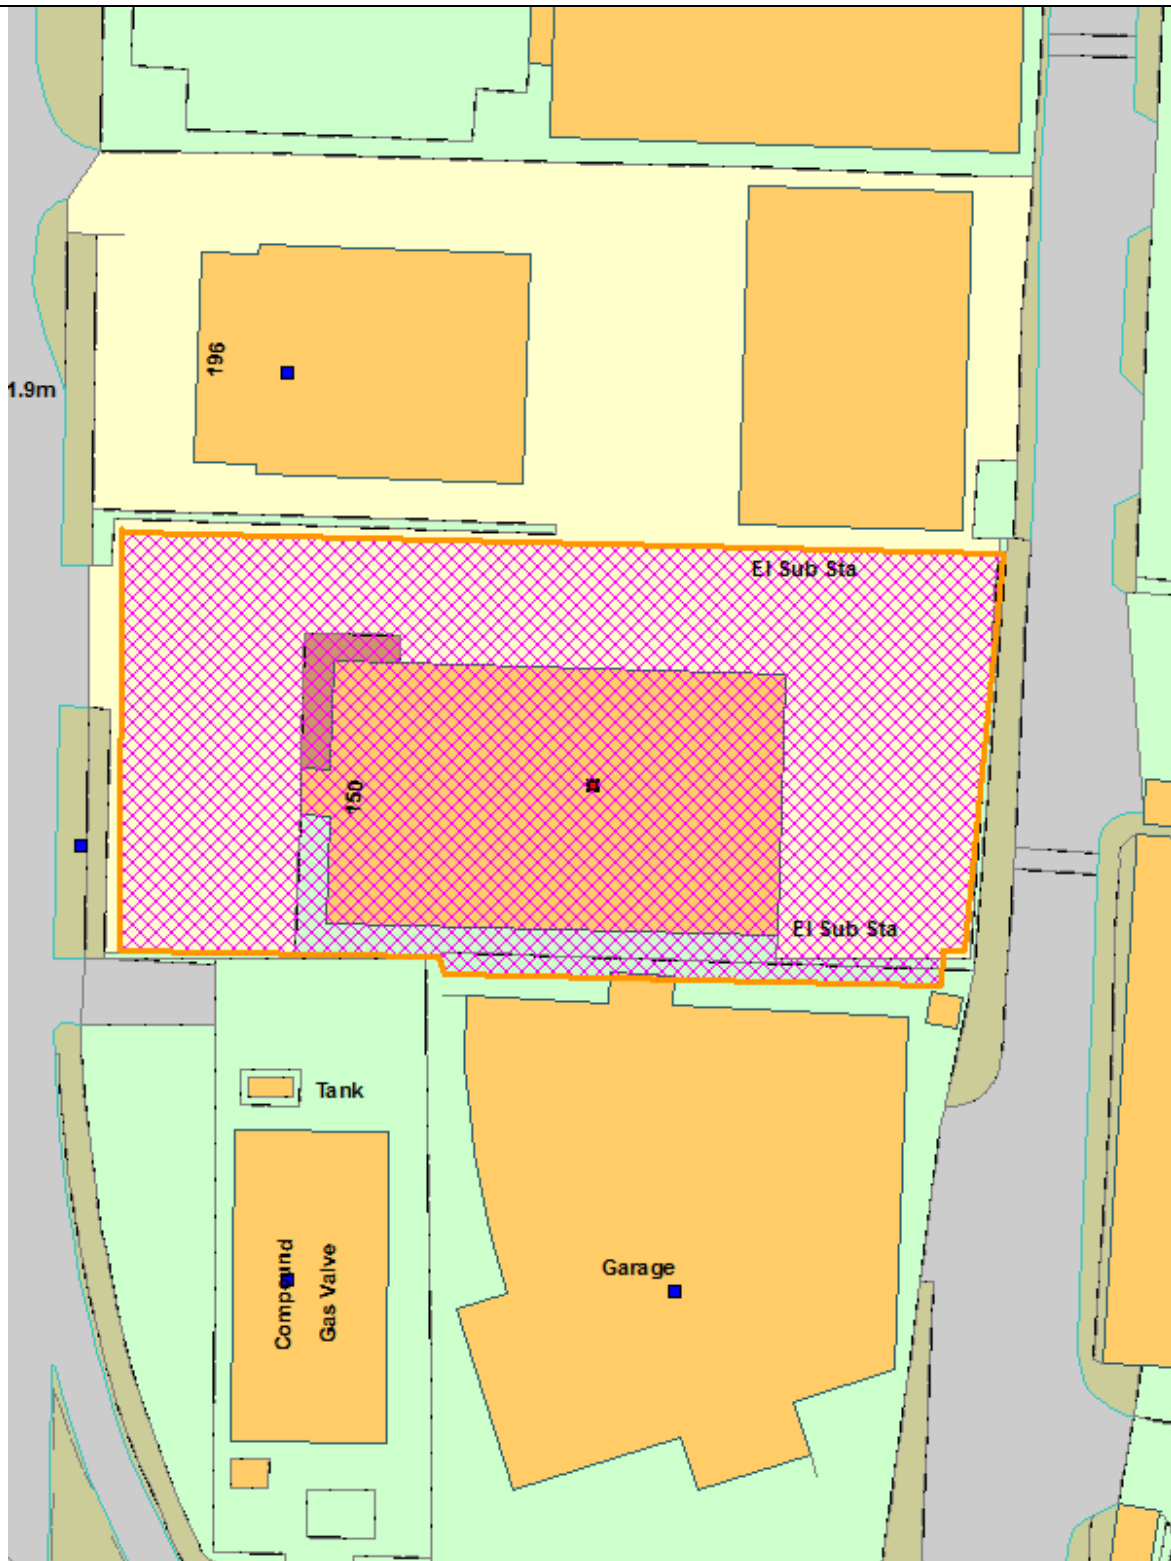 196
1.9m
El Sub Sta
150
El Sub Sta
Tank
Compound
Gas Valve
Garage